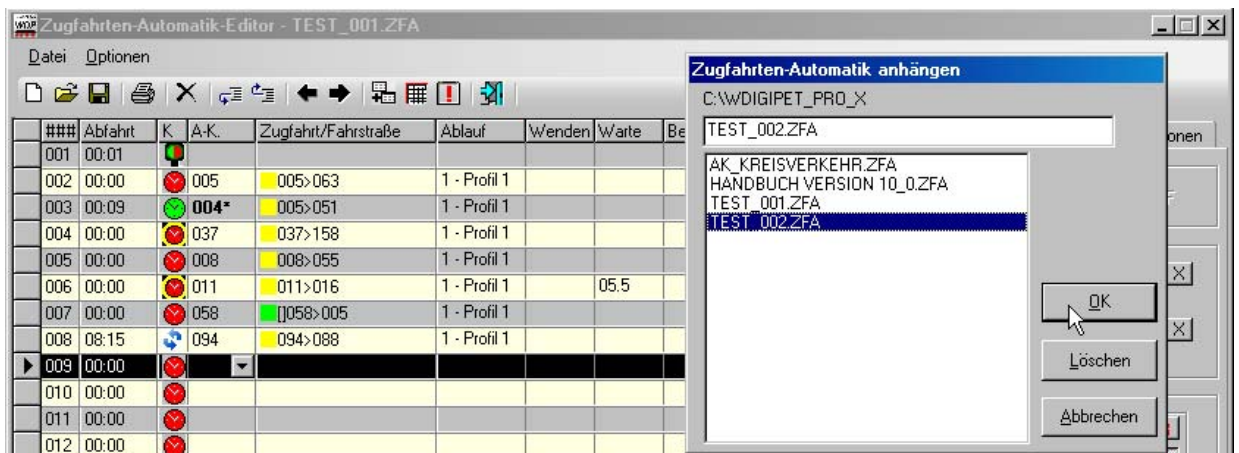 WDP Zugfahrten-Automatik-Editor - TEST_001.ZFA
Datei Optionen
### Abfahrt K A-K. Zugfahrt/Fahrstraße Ablauf Wenden Warte Be
001 00:01
002 00:00 005 005>063 1 - Profil 1
003 00:09 004* 005>051 1 - Profil 1
004 00:00 037 037>158 1 - Profil 1
005 00:00 008 008>055 1 - Profil 1
006 00:00 011 011>016 1 - Profil 1 05.5
007 00:00 058 []058>005 1 - Profil 1
008 08:15 094 094>088 1 - Profil 1
009 00:00
010 00:00
011 00:00
012 00:00
Zugfahrten-Automatik anhängen
C:\WDIGIPET_PRO_X
TEST_002.ZFA
AK_KREISVERKEHR.ZFA
HANDBUCH VERSION 10_0.ZFA
TEST_001.ZFA
TEST_002.ZFA
OK
Löschen
Abbrechen
onen
X
X